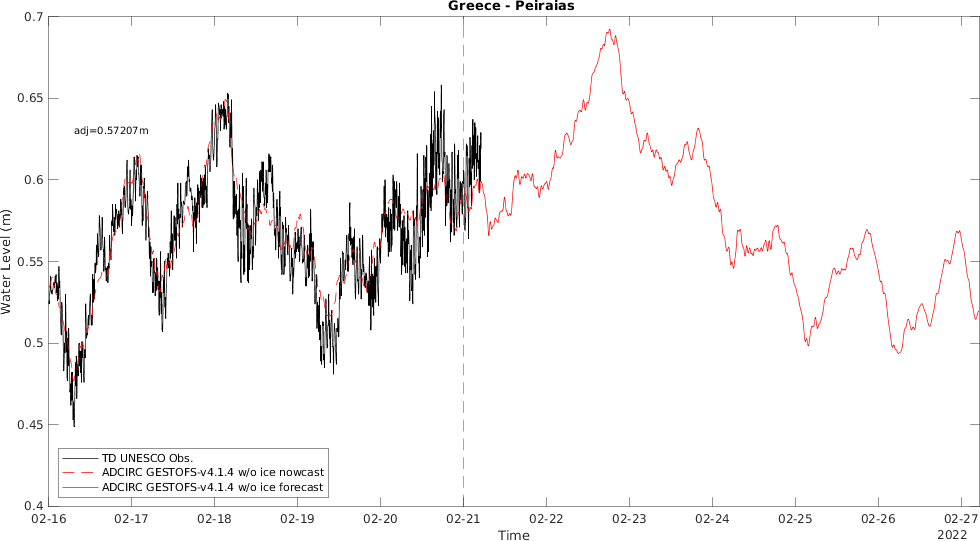 Greece - Peiraias
0.7
0.65
0.6
0.55
0.5
0.45
0.4
Water Level (m)
adj=0.57207m
TD UNESCO Obs.
ADCIRC GESTOFS-v4.1.4 w/o ice nowcast
ADCIRC GESTOFS-v4.1.4 w/o ice forecast
02-16 02-17 02-18 02-19 02-20 02-21 02-22 02-23 02-24 02-25 02-26 02-27
Time
2022